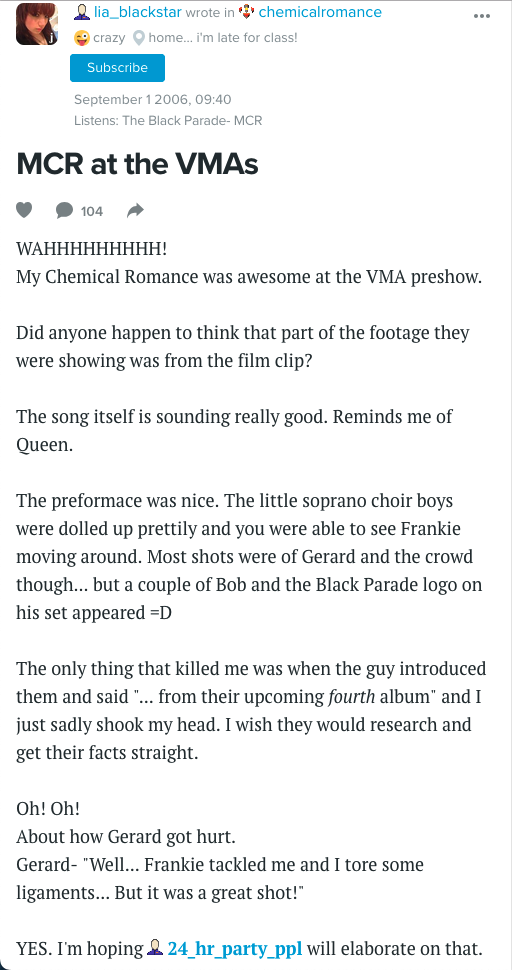 lia_blackstar wrote in chemicalromance
crazy home... i'm late for class!
Subscribe
September 1 2006, 09:40
Listens: The Black Parade- MCR
MCR at the VMAs
104
WAHHHHHHHHH!
My Chemical Romance was awesome at the VMA preshow.
Did anyone happen to think that part of the footage they
were showing was from the film clip?
The song itself is sounding really good. Reminds me of
Queen.
The preformace was nice. The little soprano choir boys
were dolled up prettily and you were able to see Frankie
moving around. Most shots were of Gerard and the crowd
though... but a couple of Bob and the Black Parade logo on
his set appeared =D
The only thing that killed me was when the guy introduced
them and said "... from their upcoming fourth album" and I
just sadly shook my head. I wish they would research and
get their facts straight.
Oh! Oh!
About how Gerard got hurt.
Gerard- "Well... Frankie tackled me and I tore some
ligaments... But it was a great shot!"
YES. I'm hoping 24_hr_party_ppl will elaborate on that.